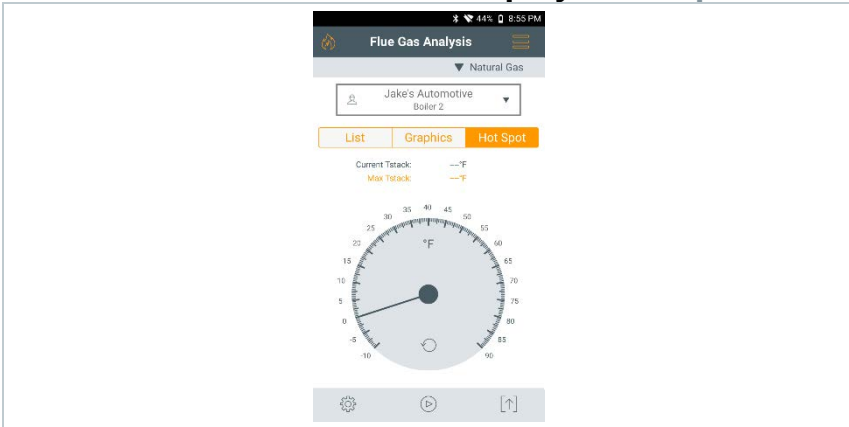 44% 8:55 PM
Flue Gas Analysis
Natural Gas
Jake's Automotive
Boiler 2
List Graphics Hot Spot
Current Tstack: ––°F
Max Tstack: ––°F
°F
-10
-5
0
5
10
15
20
25
30
35
40
45
50
55
60
65
70
75
80
85
90